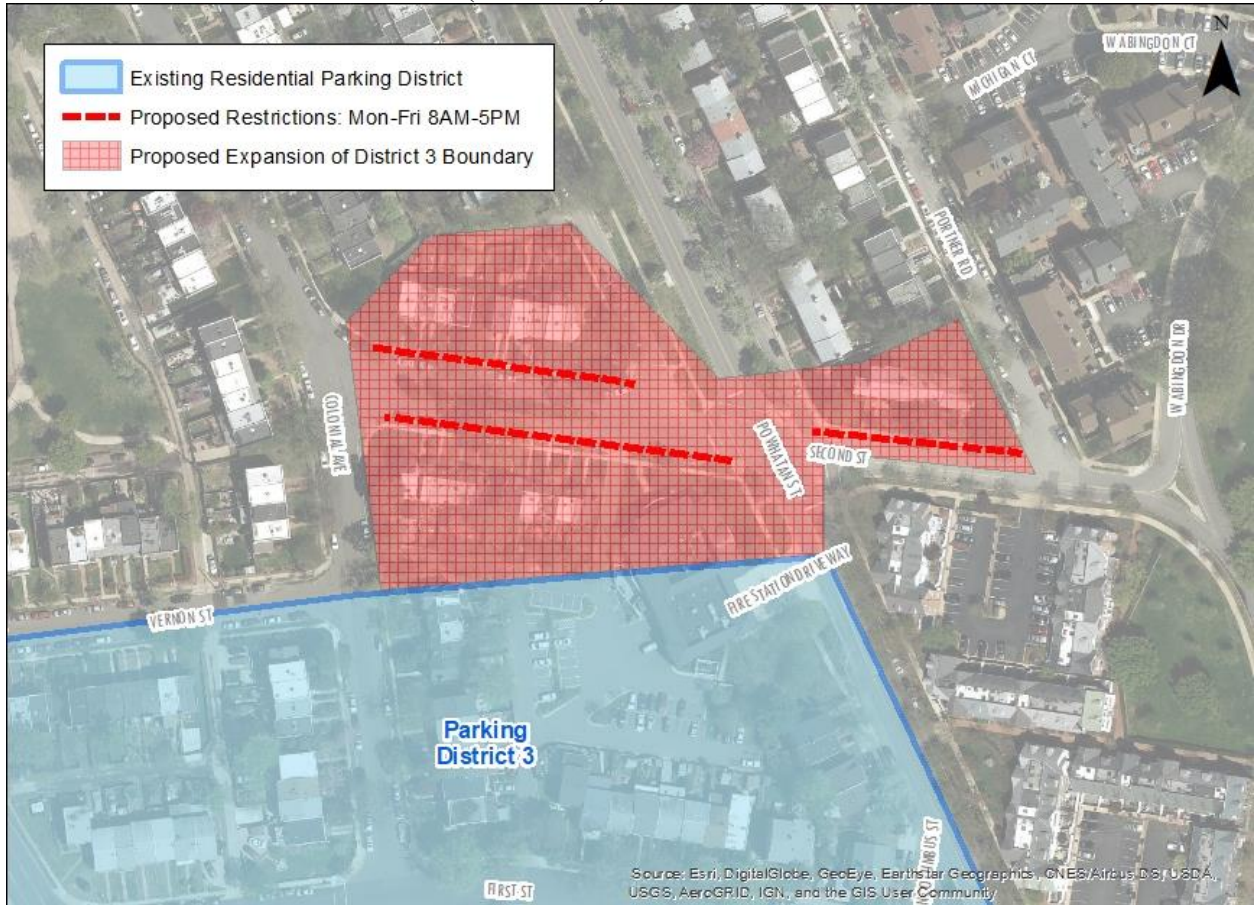 Existing Residential Parking District
Proposed Restrictions: Mon-Fri 8AM-5PM
Proposed Expansion of District 3 Boundary
N
WABINGDON CT
MICHIGAN CT
PORTNER RD
WABINGDON DR
COLONIAL AVE
POWHATAN ST
SECOND ST
FIRE STATION DRIVEWAY
VERNON ST
Parking
District 3
FIRST ST
Source: Esri, DigitalGlobe, GeoEye, Earthstar Geographics, CNES/Airbus DS, USDA,
USGS, AeroGRID, IGN, and the GIS User Community